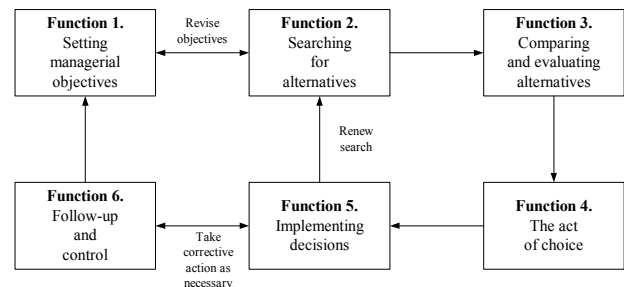 Function 1.
Setting
managerial
objectives
Revise
objectives
Function 2.
Searching
for
alternatives
Function 3.
Comparing
and evaluating
alternatives
Renew
search
Function 6.
Follow-up
and
control
Take
corrective
action as
necessary
Function 5.
Implementing
decisions
Function 4.
The act
of choice